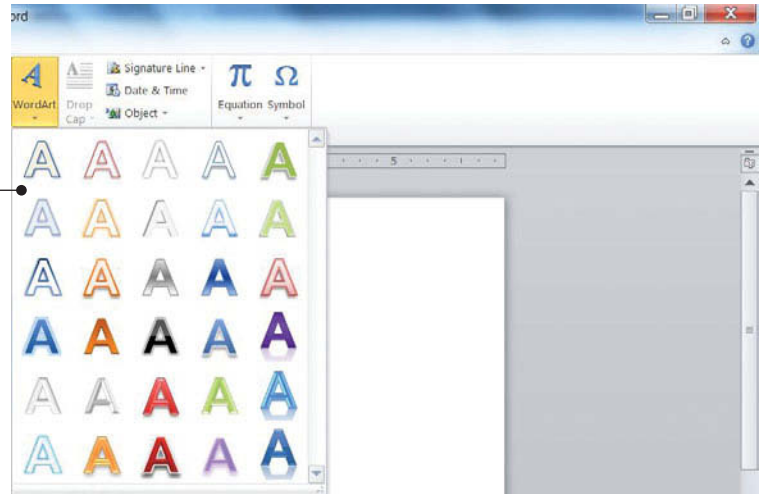 ord
WordArt
Drop Cap
Signature Line
Date & Time
Object
π
Equation
Ω
Symbol
5
A A A A A
A A A A A
A A A A A
A A A A A
A A A A A
A A A A A